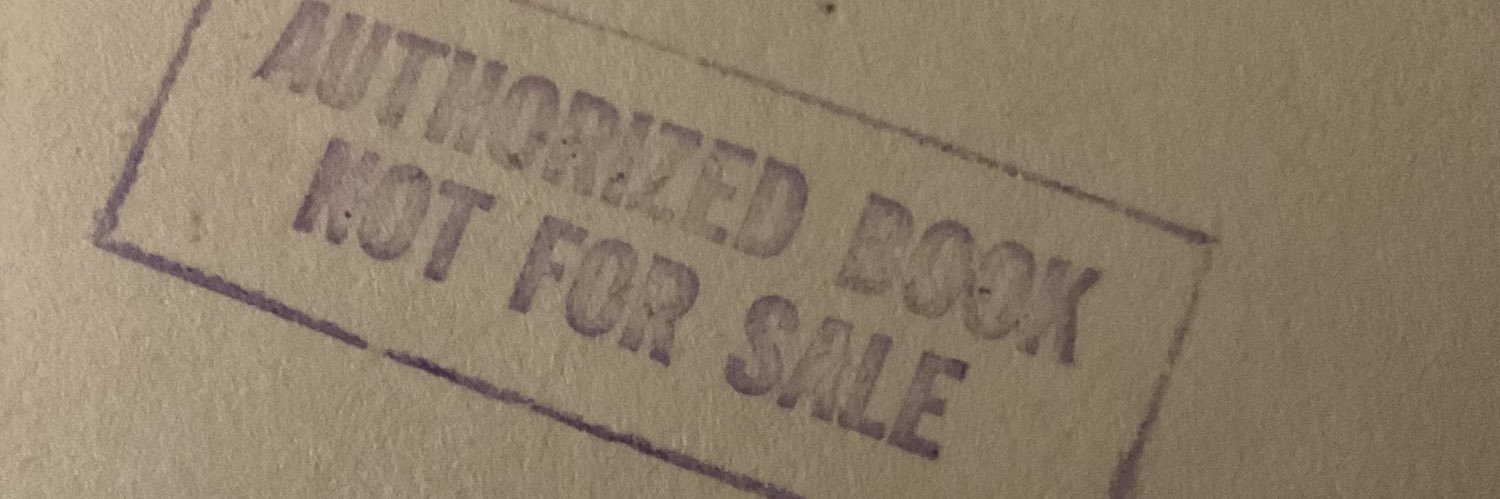 AUTHORIZED BOOK
NOT FOR SALE